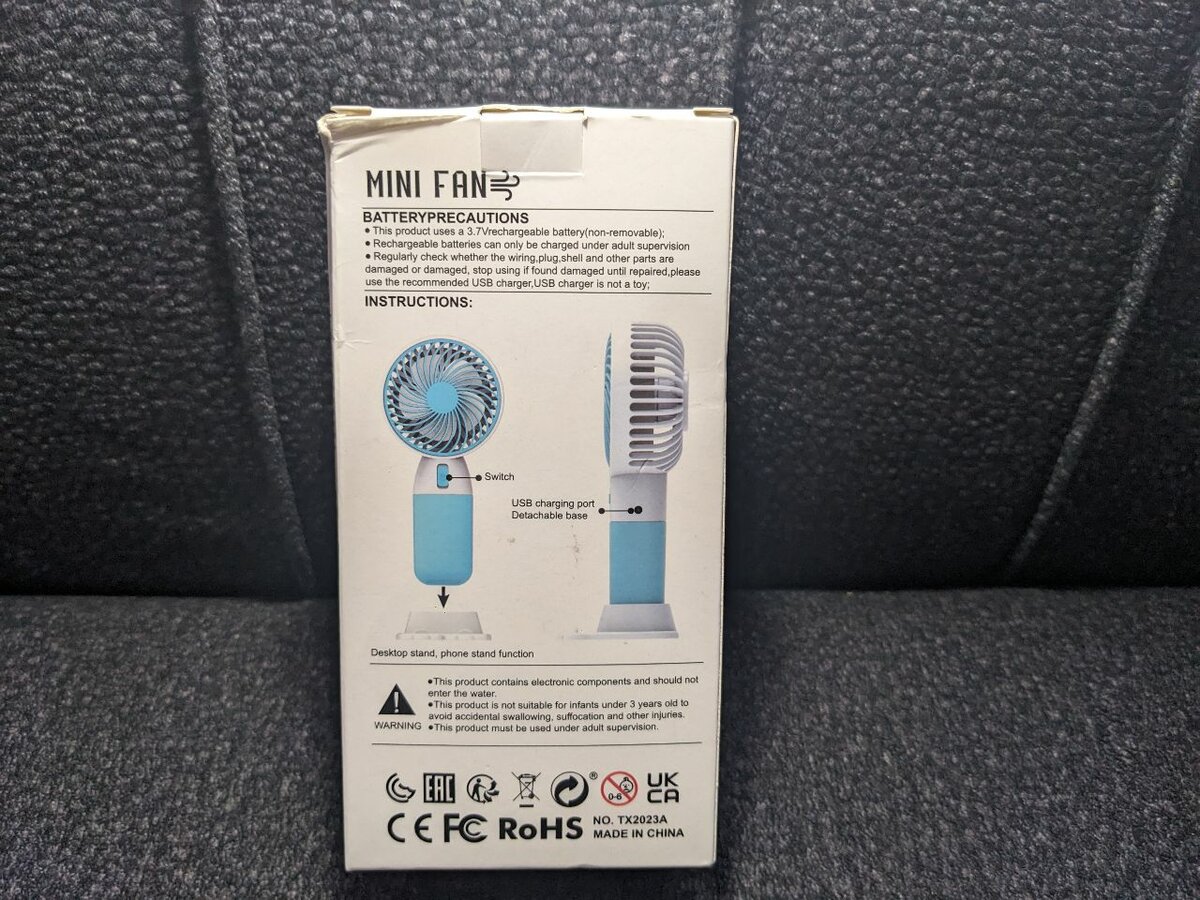 MINI FAN
BATTERYPRECAUTIONS
• This product uses a 3.7Vrechargeable battery(non-removable);
• Rechargeable batteries can only be charged under adult supervision
• Regularly check whether the wiring,plug,shell and other parts are
damaged or damaged, stop using if found damaged until repaired,please
use the recommended USB charger,USB charger is not a toy;
INSTRUCTIONS:
Switch
USB charging port
Detachable base
Desktop stand, phone stand function
•This product contains electronic components and should not
enter the water.
•This product is not suitable for infants under 3 years old to
avoid accidental swallowing, suffocation and other injuries.
•This product must be used under adult supervision.
WARNING
EAC ® 0-6 UK
CA
CE FC RoHS NO. TX2023A
MADE IN CHINA